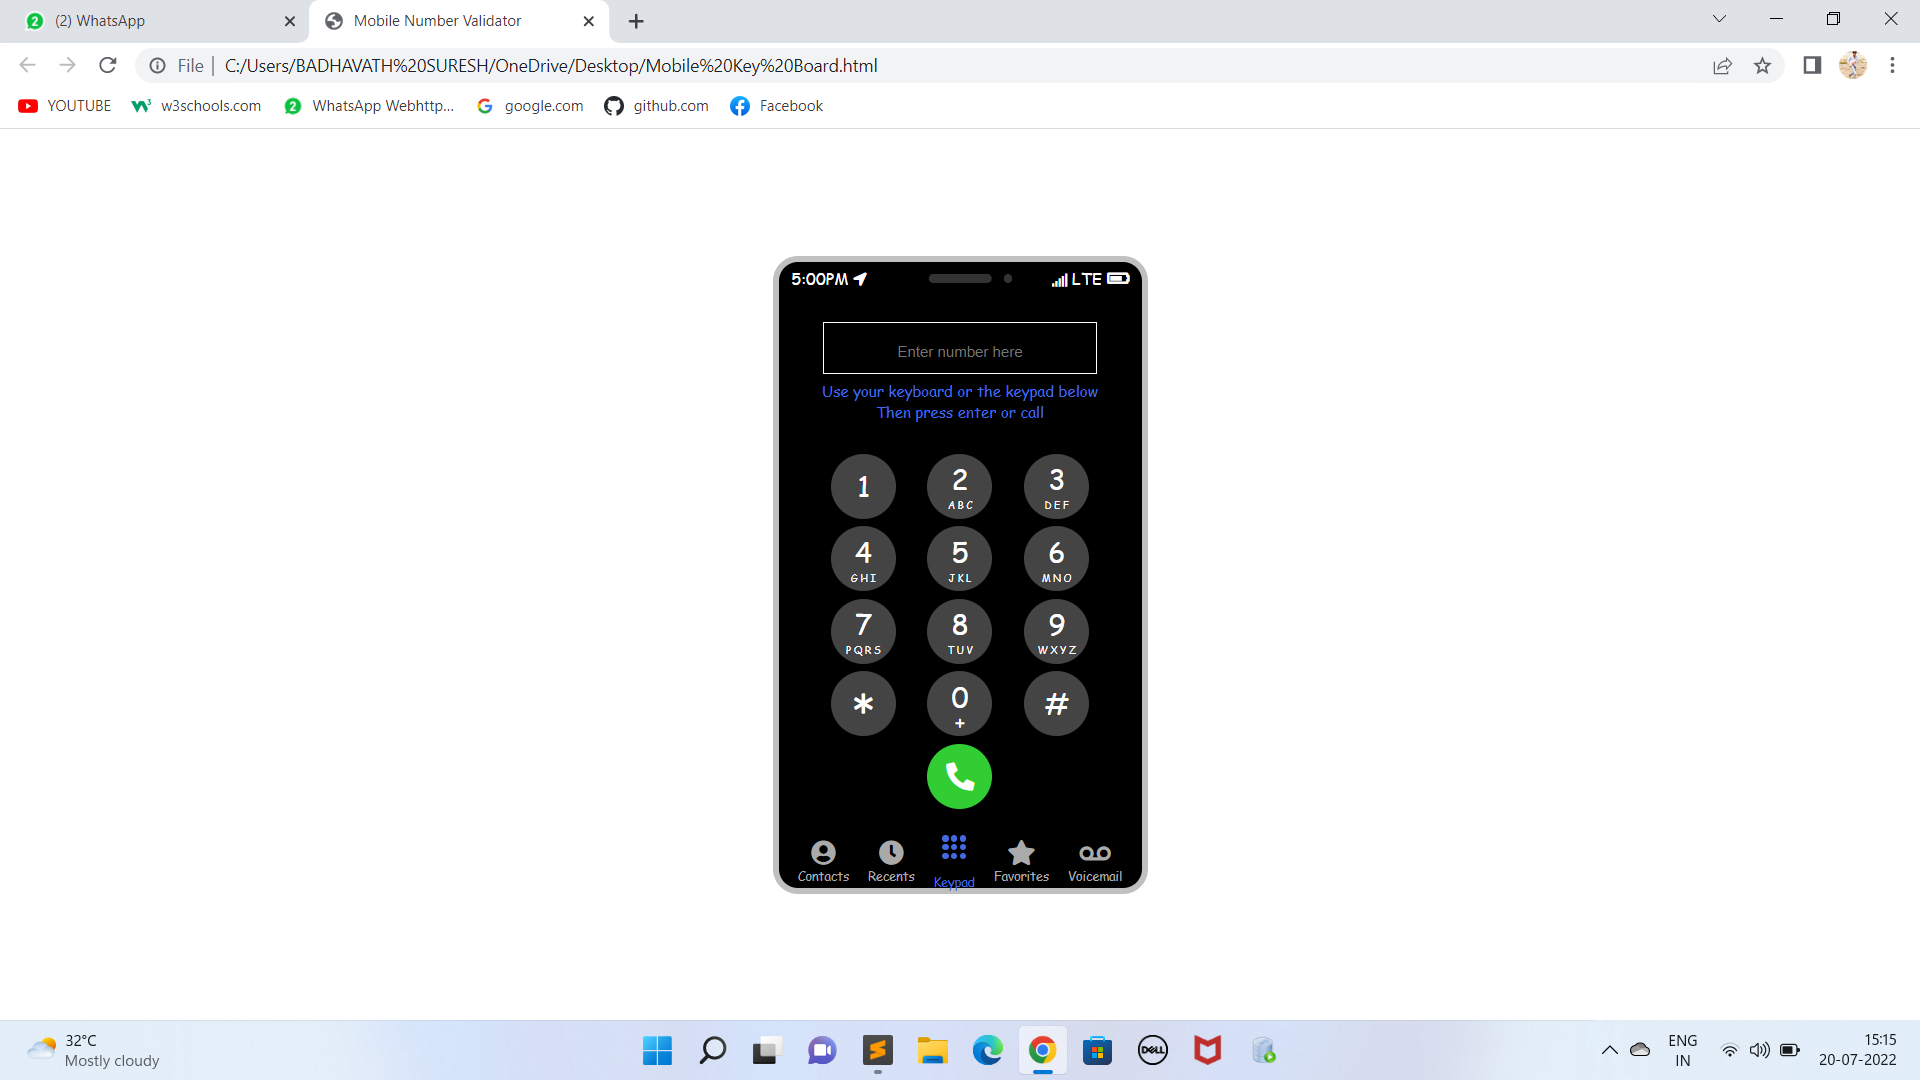 2 (2) WhatsApp
Mobile Number Validator
File | C:/Users/BADHAVATH%20SURESH/OneDrive/Desktop/Mobile%20Key%20Board.html
YOUTUBE
w3schools.com
2 WhatsApp Webhttp...
google.com
github.com
Facebook
5:00PM
LTE
Enter number here
Use your keyboard or the keypad below
Then press enter or call
1
2
ABC
3
DEF
4
GHI
5
JKL
6
MNO
7
PQRS
8
TUV
9
WXYZ
*
0
+
#
Contacts
Recents
Keypad
Favorites
Voicemail
32°C
Mostly cloudy
DELL
ENG
IN
15:15
20-07-2022